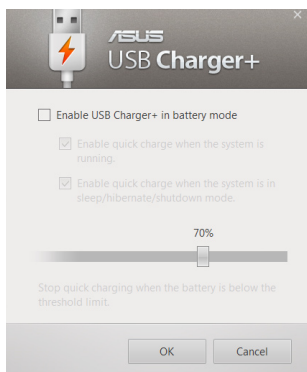 ASUS
USB Charger+
Enable USB Charger+ in battery mode
Enable quick charge when the system is
running.
Enable quick charge when the system is in
sleep/hibernate/shutdown mode.
70%
Stop quick charging when the battery is below the
threshold limit.
OK
Cancel